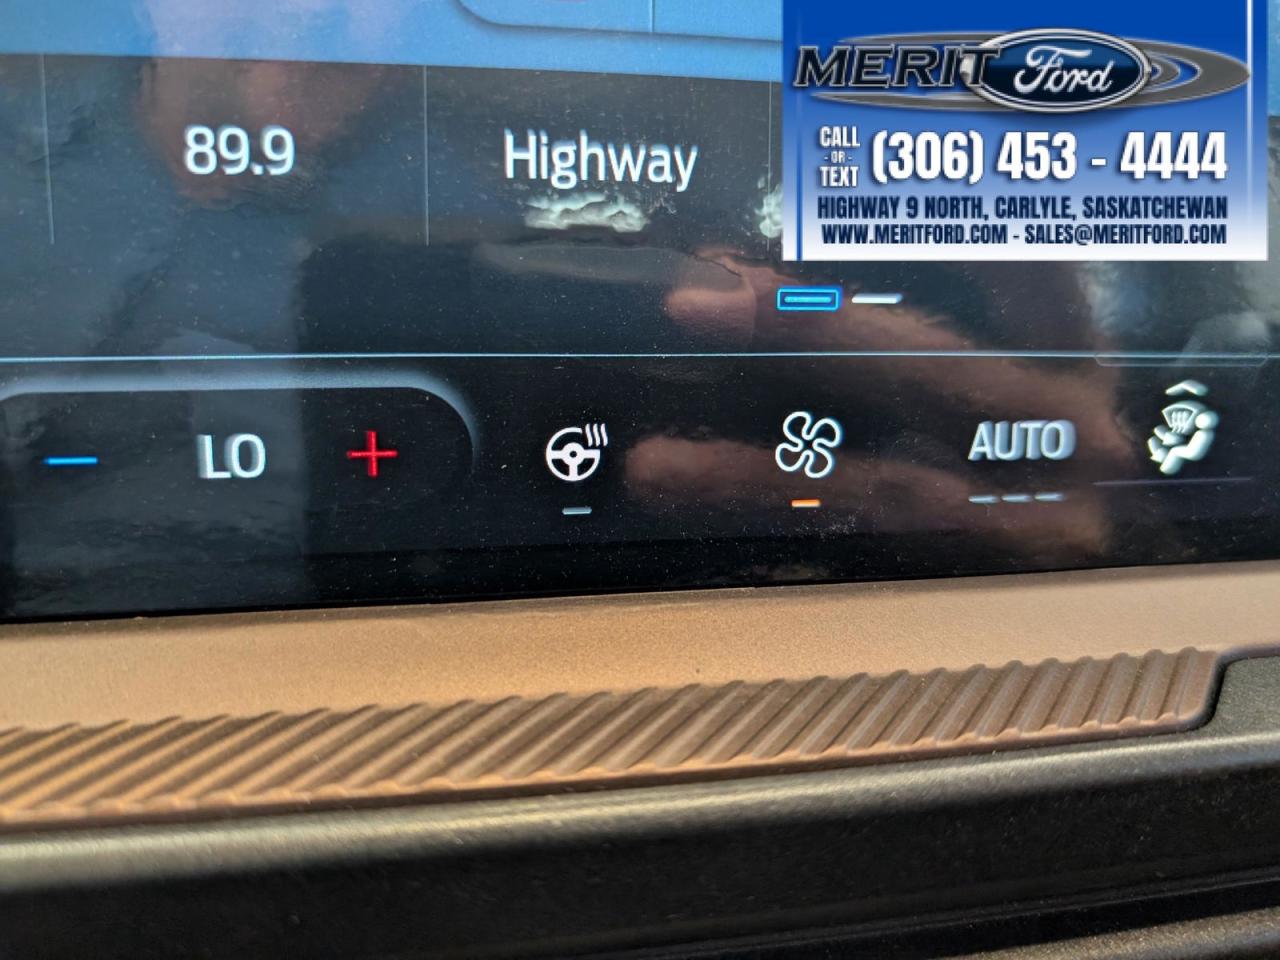 MERIT Ford
CALL
- OR -
TEXT
(306) 453 - 4444
HIGHWAY 9 NORTH, CARLYLE, SASKATCHEWAN
WWW.MERITFORD.COM - SALES@MERITFORD.COM
89.9
Highway
LO
AUTO